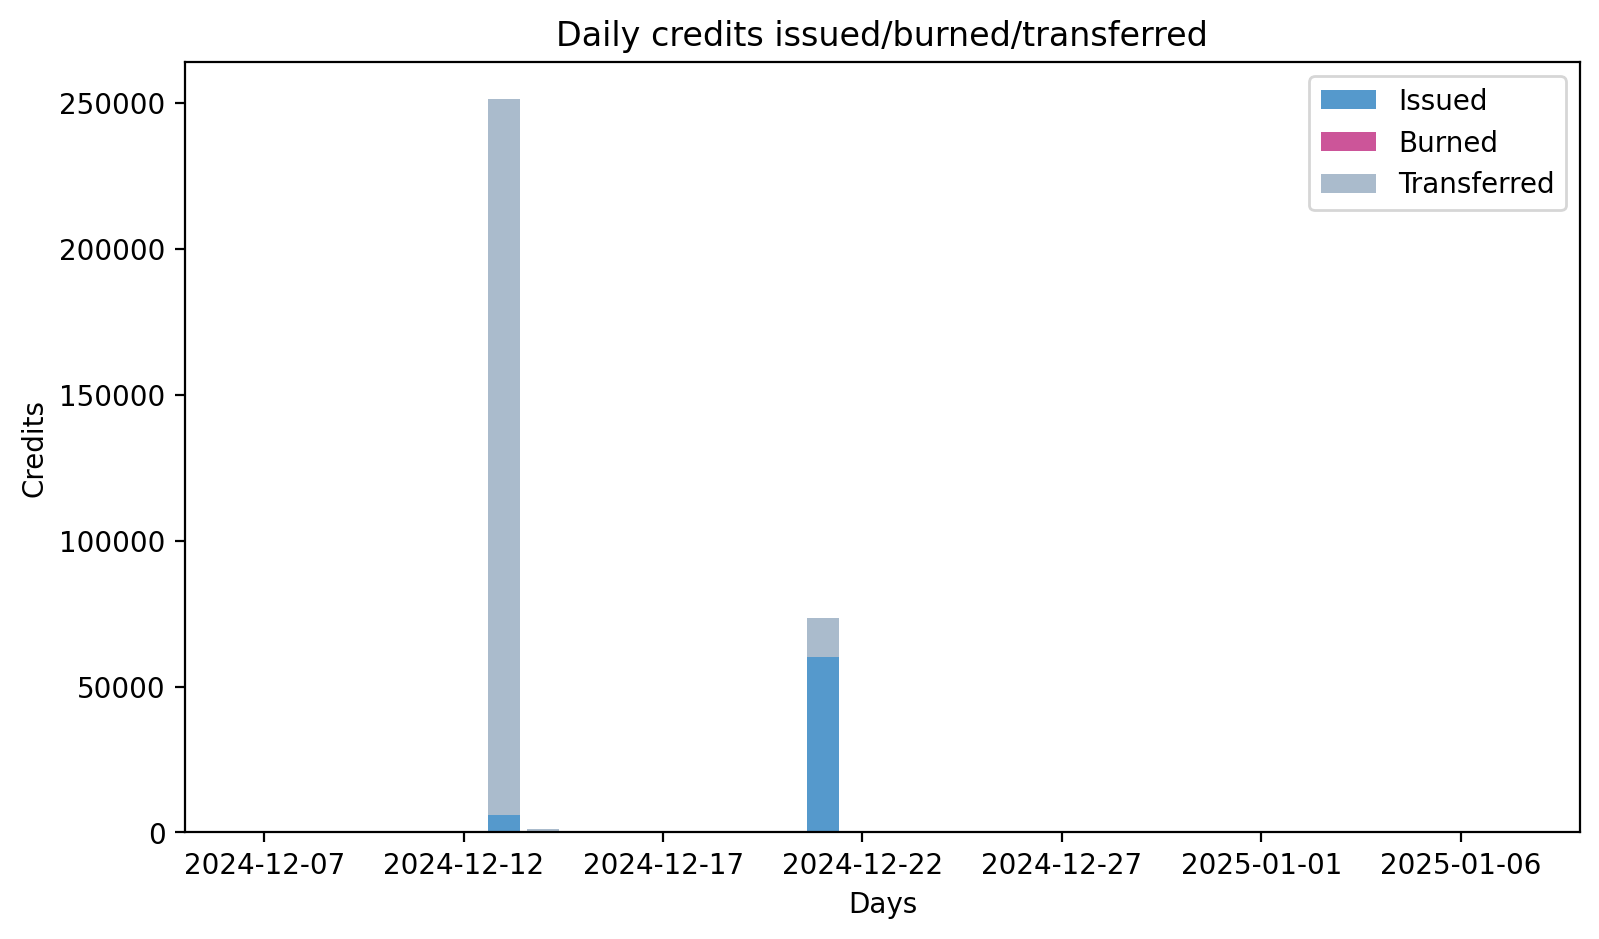 Daily credits issued/burned/transferred
250000
200000
150000
100000
50000
0
Credits
Issued
Burned
Transferred
2024-12-07 2024-12-12 2024-12-17 2024-12-22 2024-12-27 2025-01-01 2025-01-06
Days